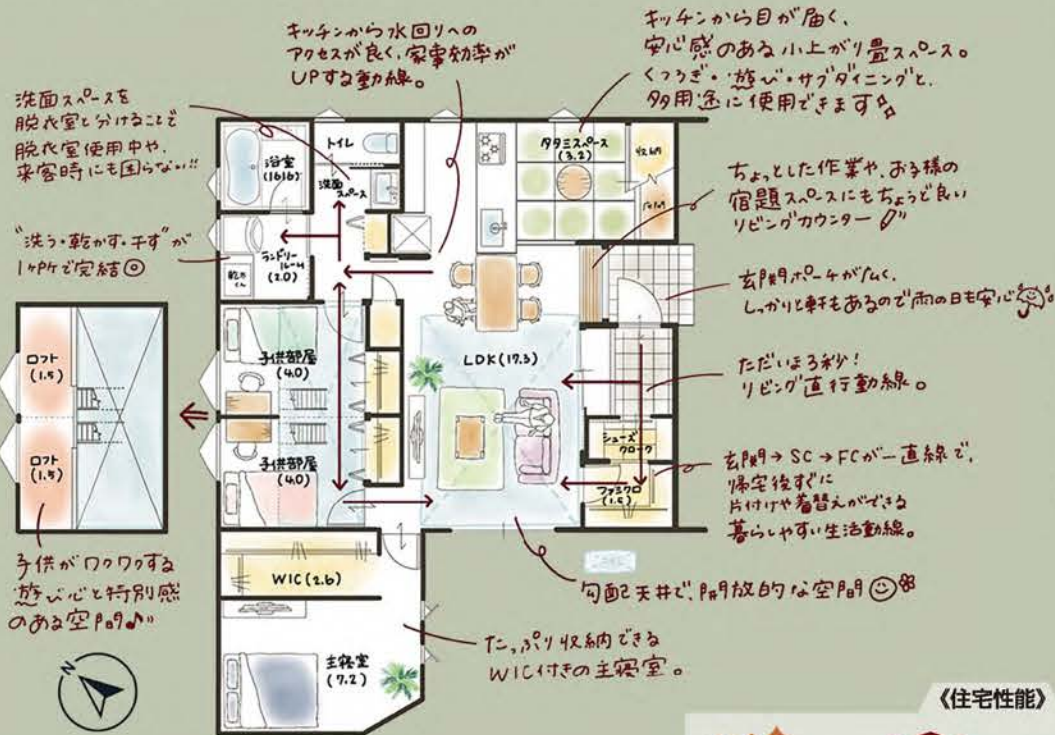 キッチンから水回りへの
アクセスが良く、家事効率が
UPする動線。
キッチンから目が届く、
安心感のある小上がり畳スペース。
くつろぎ・遊び・サブダイニングと、
多用途に使用できます
洗面スペースを
脱衣室と分けることで
脱衣室使用中や、
来客時にも困らない!!
"洗う・乾かす・干す"が
1ヶ所で完結◎
ちょっとした作業や、お子様の
宿題スペースにもちょうど良い
リビングカウンター
玄関ポーチが広く、
しっかりと軒もあるので雨の日も安心
ただいま3秒!
リビング直行動線。
玄関→SC→FCが一直線で、
帰宅後すぐに
片付けや着替えができる
暮らしやすい生活動線。
勾配天井で、開放的な空間
たっぷり収納できる
WIC付きの主寝室。
子供がワクワクする
遊び心と特別感
のある空間♪
浴室
(1616)
トイレ
洗面
スペース
ランドリー
ルーム
(2.0)
乾太
くん
タタミスペース
(3.2)
収納
LDK(17.3)
子供部屋
(4.0)
子供部屋
(4.0)
シューズ
クローク
ファミクロ
(1.5)
WIC(2.6)
主寝室
(7.2)
ロフト
(1.5)
ロフト
(1.5)
N
《住宅性能》